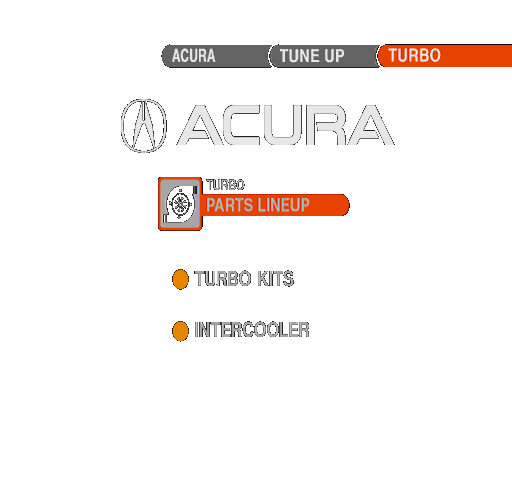 ACURA TUNE UP TURBO
ACURA
TURBO
PARTS LINEUP
TURBO KITS
INTERCOOLER